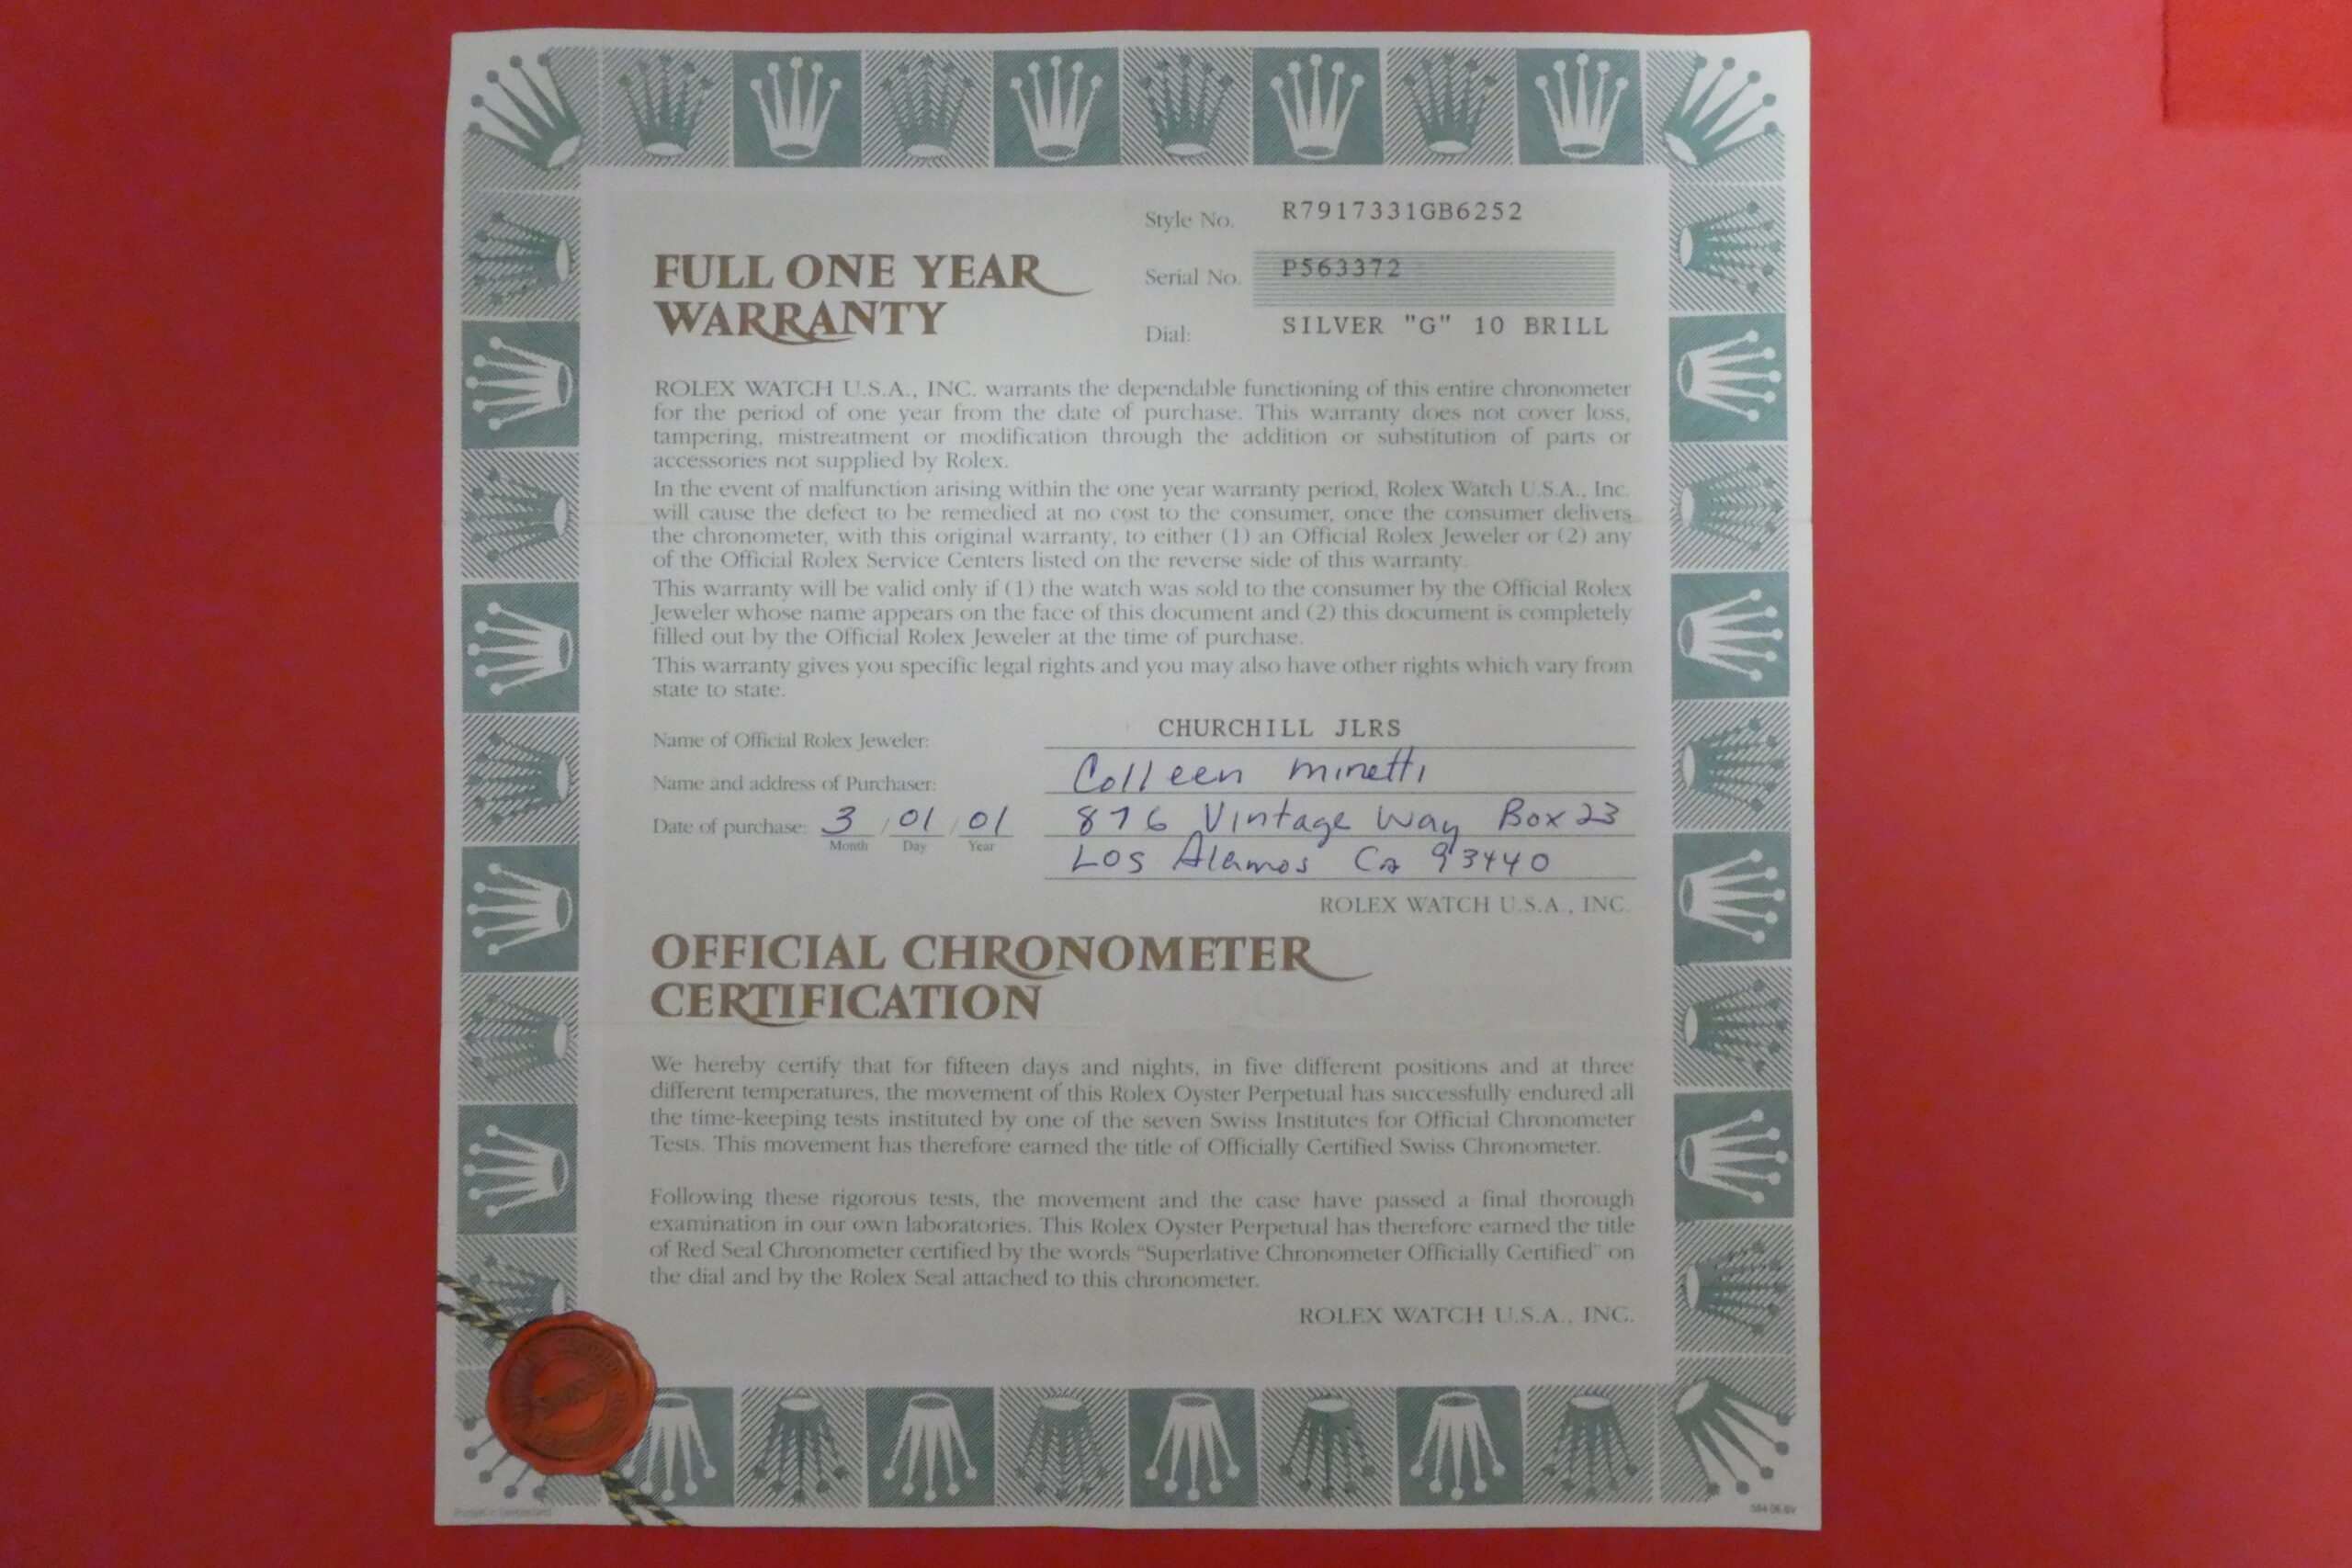 Style No. R7917331GB6252
FULL ONE YEAR
WARRANTY
Serial No. P563372
Dial: SILVER "G" 10 BRILL
ROLEX WATCH U.S.A., INC. warrants the dependable functioning of this entire chronometer
for the period of one year from the date of purchase. This warranty does not cover loss,
tampering, mistreatment or modification through the addition or substitution of parts or
accessories not supplied by Rolex.
In the event of malfunction arising within the one year warranty period, Rolex Watch U.S.A., Inc.
will cause the defect to be remedied at no cost to the consumer, once the consumer delivers
the chronometer, with this original warranty, to either (1) an Official Rolex Jeweler or (2) any
of the Official Rolex Service Centers listed on the reverse side of this warranty.
This warranty will be valid only if (1) the watch was sold to the consumer by the Official Rolex
Jeweler whose name appears on the face of this document and (2) this document is completely
filled out by the Official Rolex Jeweler at the time of purchase.
This warranty gives you specific legal rights and you may also have other rights which vary from
state to state.
Name of Official Rolex Jeweler: CHURCHILL JLRS
Name and address of Purchaser: Colleen Minetti
Date of purchase: 3 / 01 / 01 876 Vintage Way Box 23
Month Day Year
Los Alamos Ca 93440
ROLEX WATCH U.S.A., INC.
OFFICIAL CHRONOMETER
CERTIFICATION
We hereby certify that for fifteen days and nights, in five different positions and at three
different temperatures, the movement of this Rolex Oyster Perpetual has successfully endured all
the time-keeping tests instituted by one of the seven Swiss Institutes for Official Chronometer
Tests. This movement has therefore earned the title of Officially Certified Swiss Chronometer.
Following these rigorous tests, the movement and the case have passed a final thorough
examination in our own laboratories. This Rolex Oyster Perpetual has therefore earned the title
of Red Seal Chronometer certified by the words “Superlative Chronometer Officially Certified” on
the dial and by the Rolex Seal attached to this chronometer.
ROLEX WATCH U.S.A., INC.
Printed in Switzerland